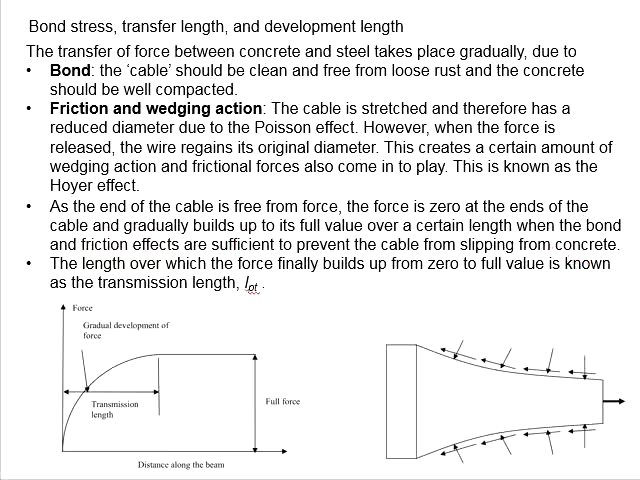 Bond stress, transfer length, and development length
The transfer of force between concrete and steel takes place gradually, due to
• Bond: the ‘cable’ should be clean and free from loose rust and the concrete
should be well compacted.
• Friction and wedging action: The cable is stretched and therefore has a
reduced diameter due to the Poisson effect. However, when the force is
released, the wire regains its original diameter. This creates a certain amount of
wedging action and frictional forces also come in to play. This is known as the
Hoyer effect.
• As the end of the cable is free from force, the force is zero at the ends of the
cable and gradually builds up to its full value over a certain length when the bond
and friction effects are sufficient to prevent the cable from slipping from concrete.
• The length over which the force finally builds up from zero to full value is known
as the transmission length, lpt .
Force
Gradual development of
force
Transmission
length
Full force
Distance along the beam